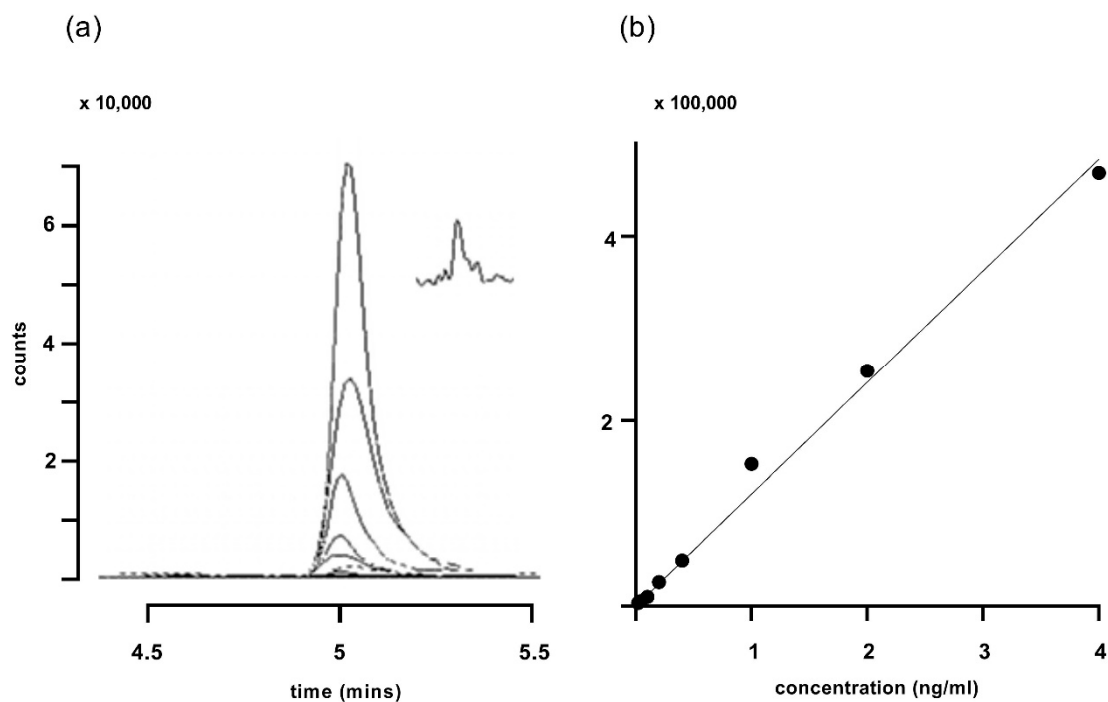 (a)
x 10,000
6
4
2
counts
4.5 5 5.5
time (mins)
(b)
x 100,000
4
2
1 2 3 4
concentration (ng/ml)